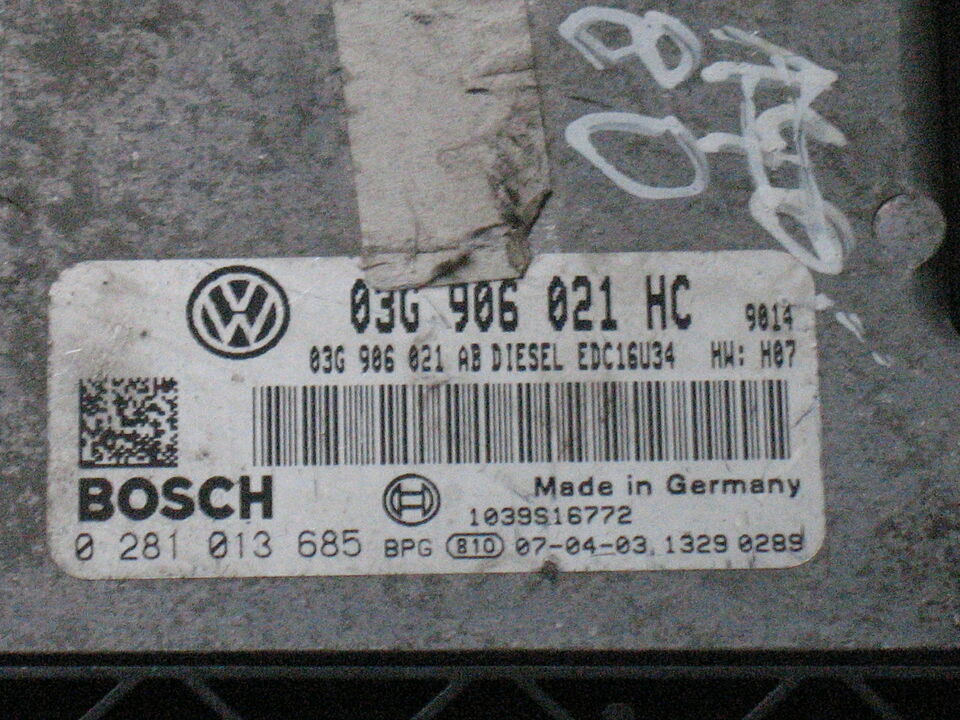 03G 906 021 HC 9014
03G 906 021 AB DIESEL EDC16U34 HW: H07
BOSCH
Made in Germany
1039S16772
0 281 013 685 BPG 810 07-04-03 1329 0289